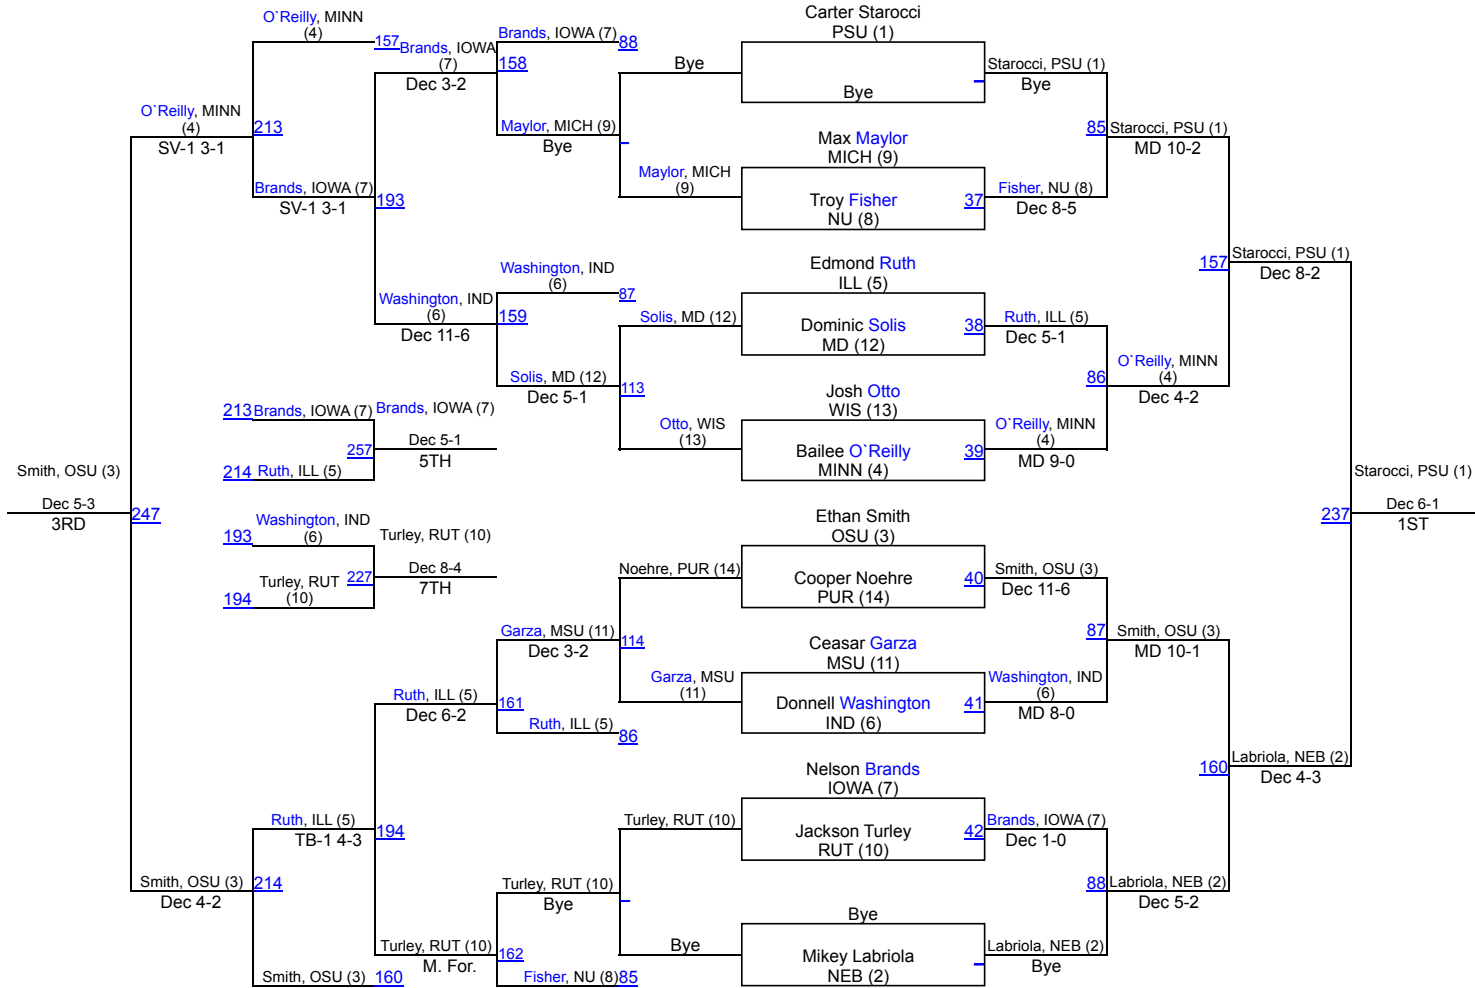 O`Reilly, MINN
(4)
157
Brands, IOWA
(7)
Dec 3-2
Brands, IOWA (7)
88
158
Maylor, MICH (9)
Bye
O`Reilly, MINN
(4)
SV-1 3-1
213
Brands, IOWA (7)
SV-1 3-1
193
Washington, IND
(6)
87
Washington, IND
(6)
Dec 11-6
159
Solis, MD (12)
Dec 5-1
113
213
Brands, IOWA (7)
Brands, IOWA (7)
257
Dec 5-1
5TH
214
Ruth, ILL (5)
Smith, OSU (3)
Dec 5-3
3RD
247
193
Washington, IND
(6)
Turley, RUT (10)
227
Dec 8-4
7TH
194
Turley, RUT
(10)
Garza, MSU (11)
Dec 3-2
114
Ruth, ILL (5)
Dec 6-2
161
Ruth, ILL (5)
86
Ruth, ILL (5)
TB-1 4-3
194
Smith, OSU (3)
Dec 4-2
214
Turley, RUT (10)
Bye
Turley, RUT (10)
M. For.
162
Fisher, NU (8)
85
Smith, OSU (3)
160
Bye
Maylor, MICH
(9)
Solis, MD (12)
Otto, WIS
(13)
Noehre, PUR (14)
Garza, MSU
(11)
Turley, RUT (10)
Bye
Carter Starocci
PSU (1)
Bye
Max Maylor
MICH (9)
Troy Fisher
NU (8)
37
Edmond Ruth
ILL (5)
Dominic Solis
MD (12)
38
Josh Otto
WIS (13)
Bailee O`Reilly
MINN (4)
39
Ethan Smith
OSU (3)
Cooper Noehre
PUR (14)
40
Ceasar Garza
MSU (11)
Donnell Washington
IND (6)
41
Nelson Brands
IOWA (7)
Jackson Turley
RUT (10)
42
Bye
Mikey Labriola
NEB (2)
Starocci, PSU (1)
Bye
Fisher, NU (8)
Dec 8-5
Ruth, ILL (5)
Dec 5-1
O`Reilly, MINN
(4)
MD 9-0
Smith, OSU (3)
Dec 11-6
Washington, IND
(6)
MD 8-0
Brands, IOWA (7)
Dec 1-0
Labriola, NEB (2)
Bye
85
Starocci, PSU (1)
MD 10-2
86
O`Reilly, MINN
(4)
Dec 4-2
87
Smith, OSU (3)
MD 10-1
88
Labriola, NEB (2)
Dec 5-2
157
Starocci, PSU (1)
Dec 8-2
160
Labriola, NEB (2)
Dec 4-3
237
Starocci, PSU (1)
Dec 6-1
1ST